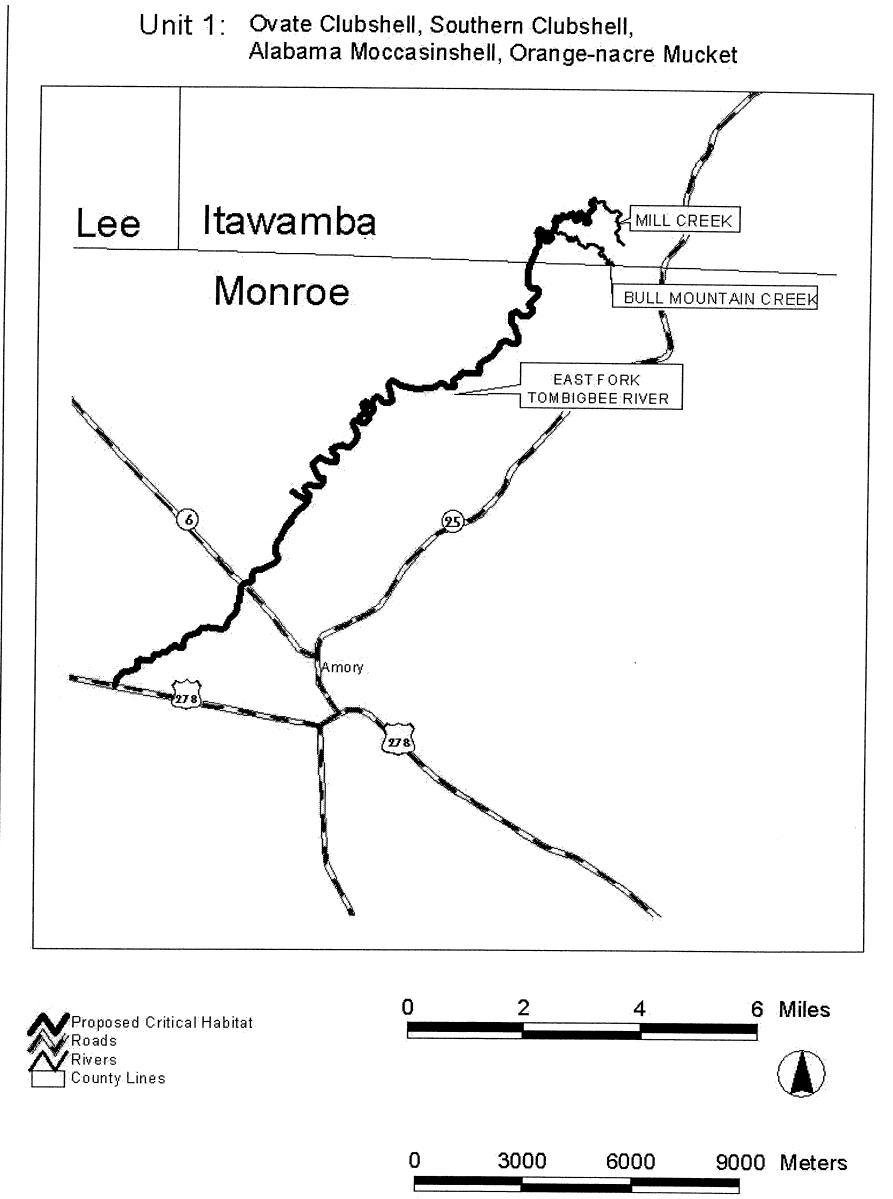 Unit 1: Ovate Clubshell, Southern Clubshell,
Alabama Moccasinshell, Orange-nacre Mucket
Lee
Itawamba
MILL CREEK
Monroe
BULL MOUNTAIN CREEK
EAST FORK
TOMBIGBEE RIVER
6
25
Amory
278
278
0 2 4 6 Miles
Proposed Critical Habitat
Roads
Rivers
County Lines
0 3000 6000 9000 Meters